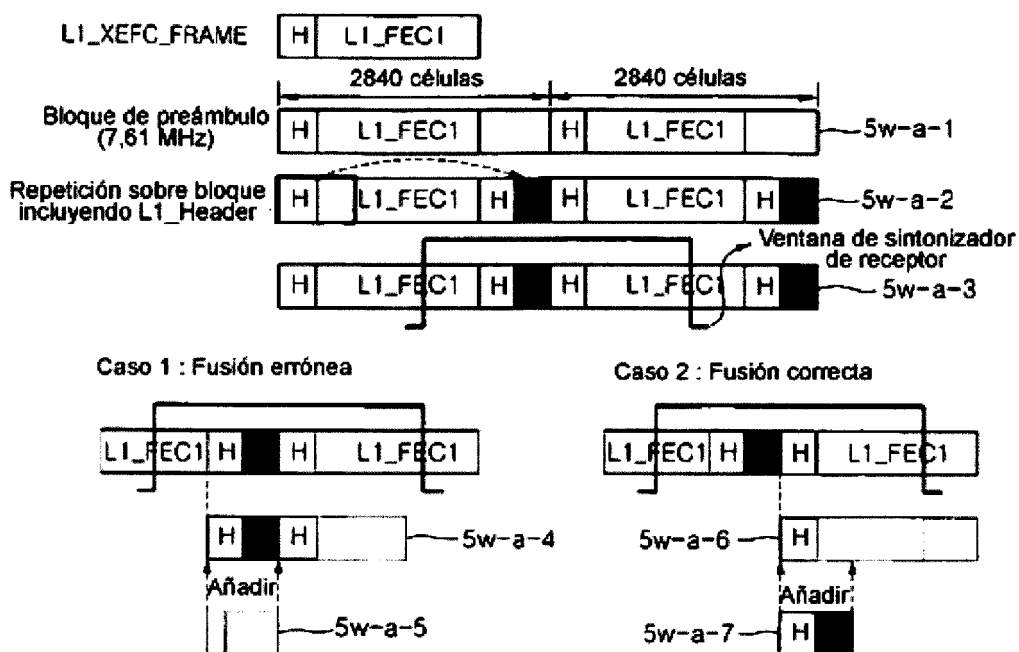 L1_XEFC_FRAME H L1_FEC1
2840 células 2840 células
Bloque de preámbulo
(7,61 MHz)
H L1_FEC1 H L1_FEC1 5w-a-1
Repetición sobre bloque
incluyendo L1_Header
H L1_FEC1 H H L1_FEC1 H 5w-a-2
Ventana de sintonizador
de receptor
H L1_FEC1 H H L1_FEC1 H 5w-a-3
Caso 1 : Fusión errónea
L1_FEC1 H H L1_FEC1
H H 5w-a-4
Añadir
5w-a-5
Caso 2 : Fusión correcta
L1_FEC1 H H L1_FEC1
5w-a-6 H
Añadir
5w-a-7 H